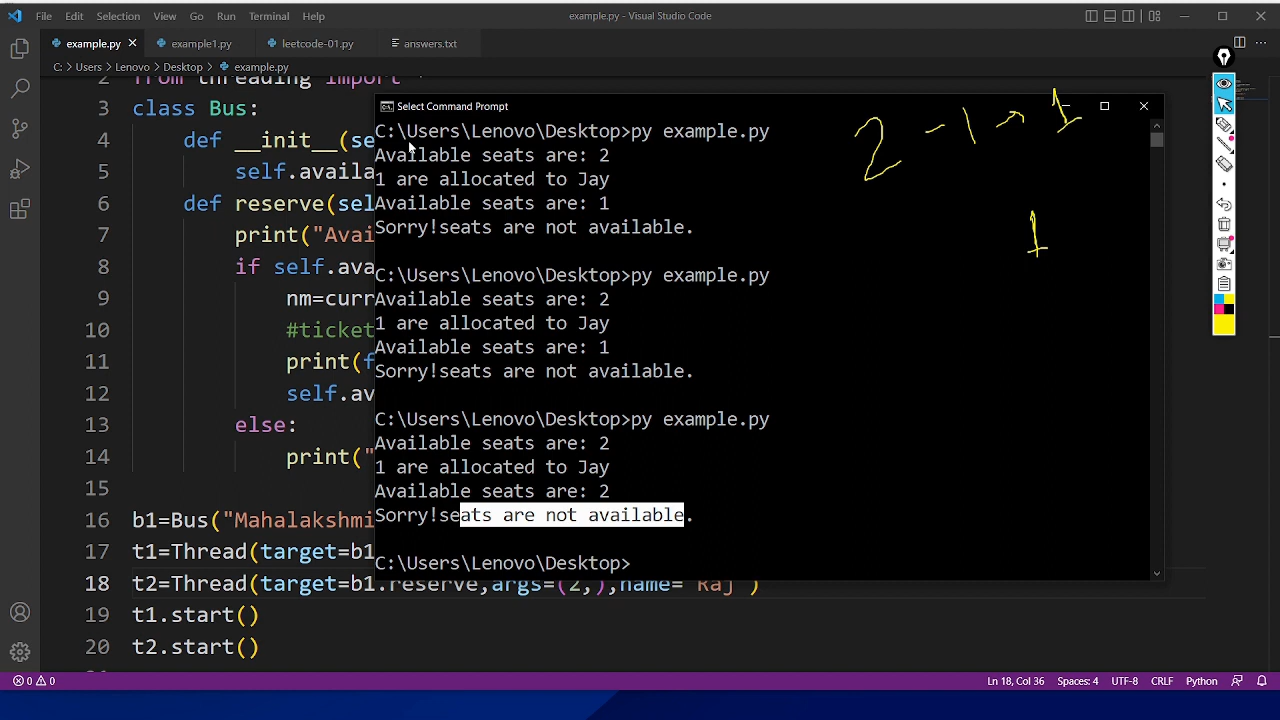 File Edit Selection View Go Run Terminal Help example.py - Visual Studio Code
example.py example1.py leetcode-01.py answers.txt
C: > Users > Lenovo > Desktop > example.py
2 from threading import *
3 class Bus:
4 def __init__(se
5 self.availa
6 def reserve(sel
7 print("Avai
8 if self.ava
9 nm=curr
10 #ticket
11 print(f
12 self.av
13 else:
14 print("
15
16 b1=Bus("Mahalakshmi
17 t1=Thread(target=b1
18 t2=Thread(target=b1.reserve,args=(2,),name="Raj")
19 t1.start()
20 t2.start()
Select Command Prompt
C:\Users\Lenovo\Desktop>py example.py
Available seats are: 2
1 are allocated to Jay
Available seats are: 1
Sorry!seats are not available.
C:\Users\Lenovo\Desktop>py example.py
Available seats are: 2
1 are allocated to Jay
Available seats are: 1
Sorry!seats are not available.
C:\Users\Lenovo\Desktop>py example.py
Available seats are: 2
1 are allocated to Jay
Available seats are: 2
Sorry!seats are not available.
C:\Users\Lenovo\Desktop>
2 - 1 → 1
1
0 0 Ln 18, Col 36 Spaces: 4 UTF-8 CRLF Python